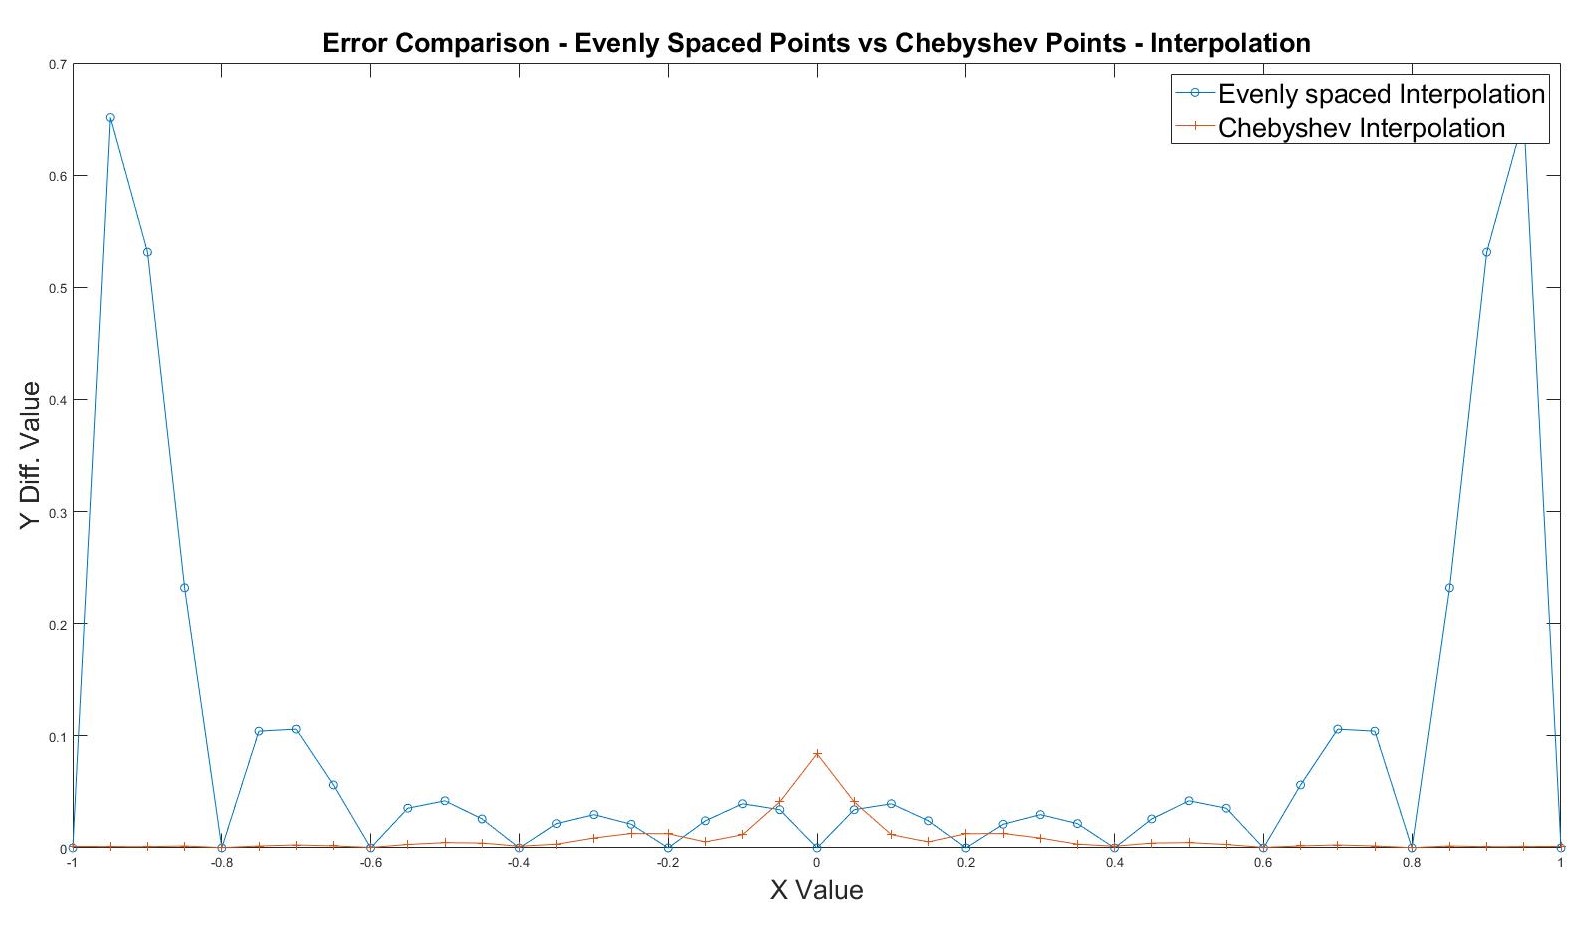 Error Comparison - Evenly Spaced Points vs Chebyshev Points - Interpolation
0.7
Evenly spaced Interpolation
Chebyshev Interpolation
0.6
0.5
0.4
0.3
0.2
0.1
0
Y Diff. Value
-1 -0.8 -0.6 -0.4 -0.2 0 0.2 0.4 0.6 0.8 1
X Value